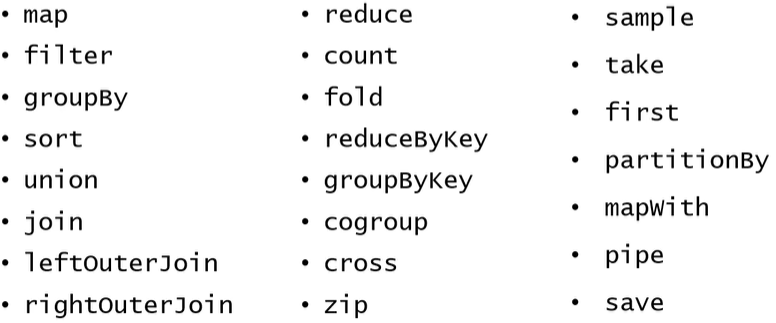 • map
• filter
• groupBy
• sort
• union
• join
• leftOuterJoin
• rightOuterJoin
• reduce
• count
• fold
• reduceByKey
• groupByKey
• cogroup
• cross
• zip
• sample
• take
• first
• partitionBy
• mapWith
• pipe
• save